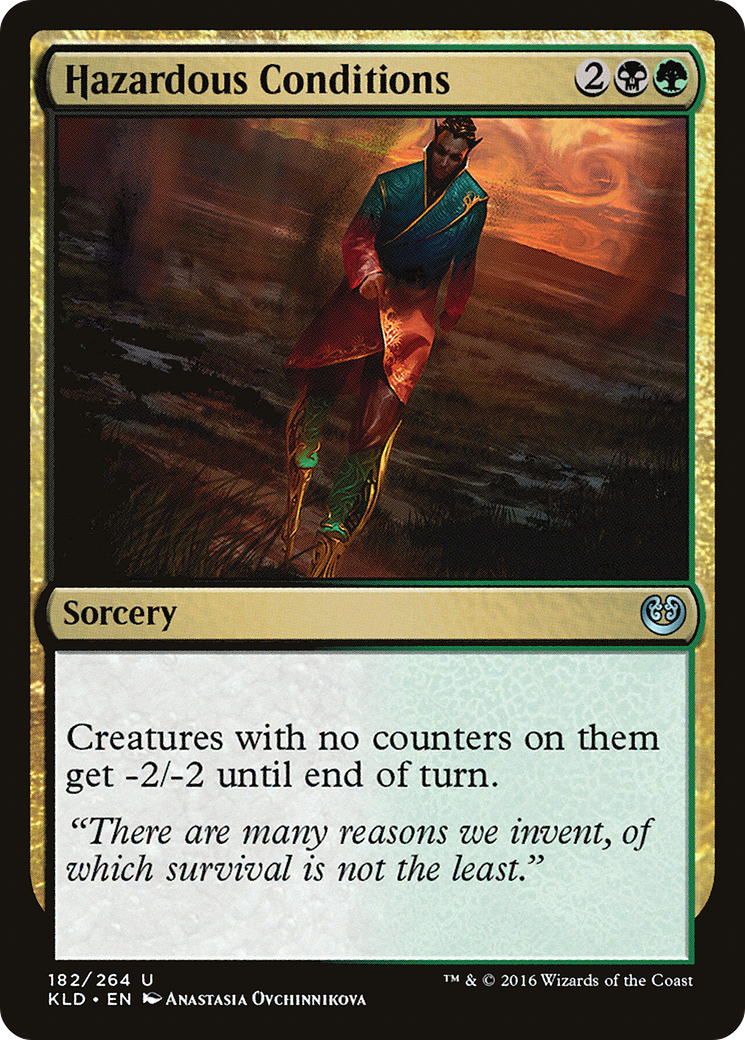 Hazardous Conditions 2
Sorcery
Creatures with no counters on them
get -2/-2 until end of turn.
“There are many reasons we invent, of
which survival is not the least.”
182/264 U
™ & © 2016 Wizards of the Coast
KLD • EN Anastasia Ovchinnikova